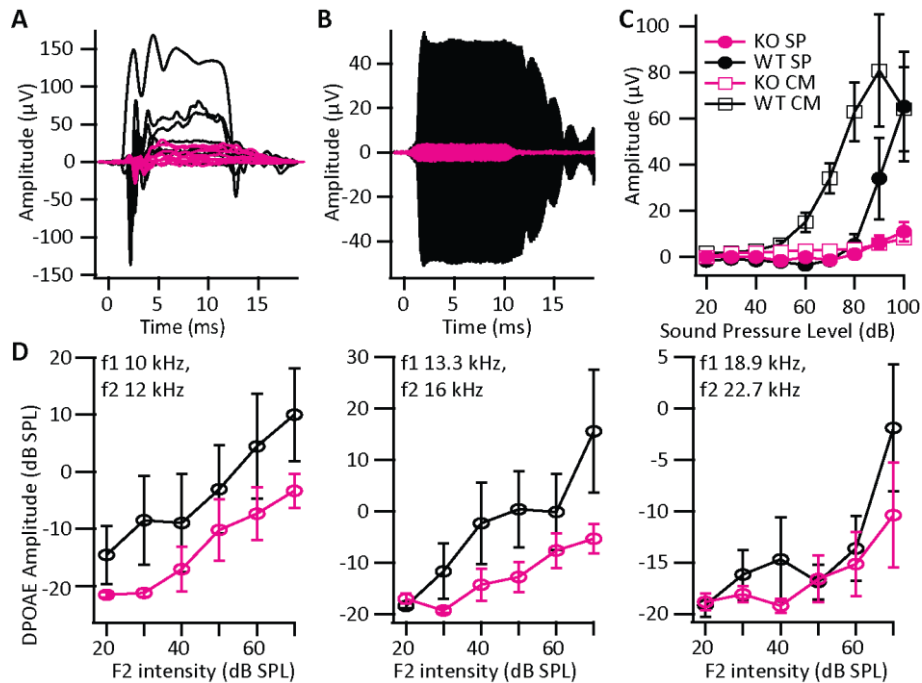 A
Amplitude (µV)
150
100
50
0
-50
-100
-150
0
5
10
15
Time (ms)
B
Amplitude (µV)
40
20
0
-20
-40
0
5
10
15
Time (ms)
C
Amplitude (µV)
80
60
40
20
0
KO SP
WT SP
KO CM
WT CM
20
40
60
80
100
Sound Pressure Level (dB)
D
DPOAE Amplitude (dB SPL)
f1 10 kHz,
f2 12 kHz
20
10
0
-10
-20
20
40
60
F2 intensity (dB SPL)
f1 13.3 kHz,
f2 16 kHz
30
20
10
0
-10
-20
20
40
60
F2 intensity (dB SPL)
f1 18.9 kHz,
f2 22.7 kHz
5
0
-5
-10
-15
-20
20
40
60
F2 intensity (dB SPL)